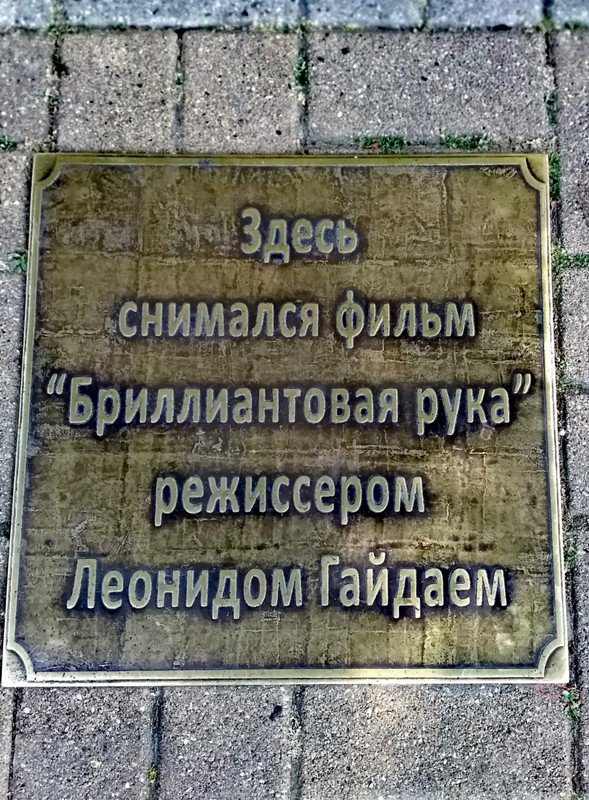 Здесь
снимался фильм
“Бриллиантовая рука”
режиссером
Леонидом Гайдаем